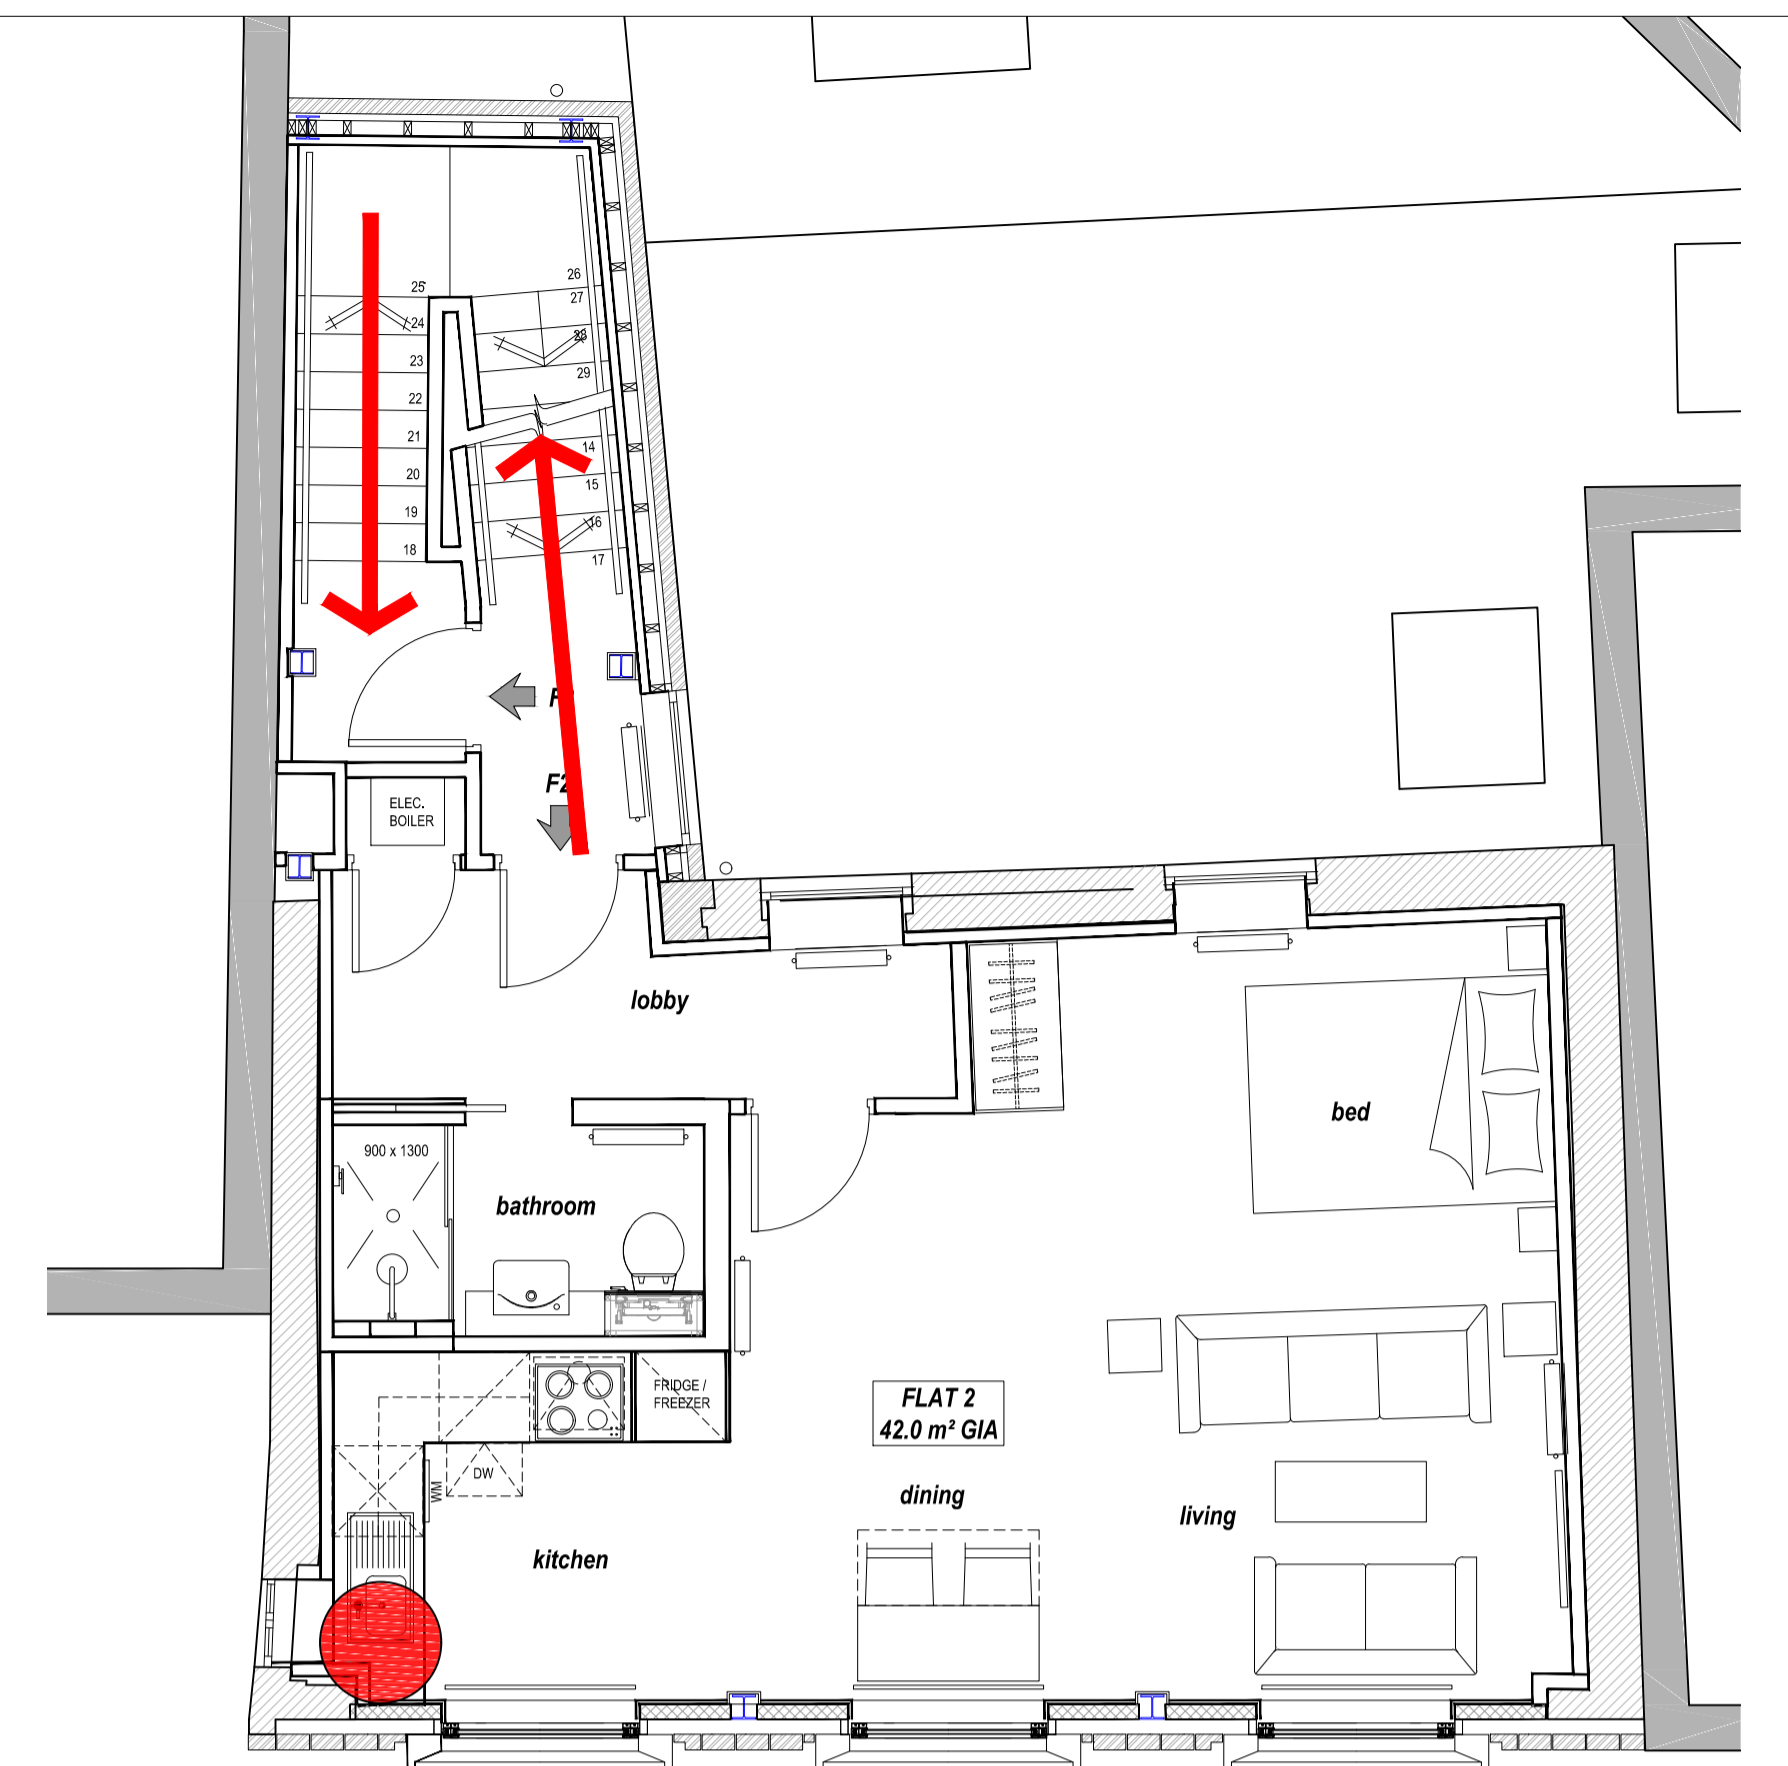 25
26
27
24
28
23
29
22
21
14
20
15
19
16
18
17
ELEC.
BOILER
lobby
bed
900 x 1300
bathroom
FRIDGE /
FREEZER
FLAT 2
42.0 m² GIA
DW
WM
dining
living
kitchen